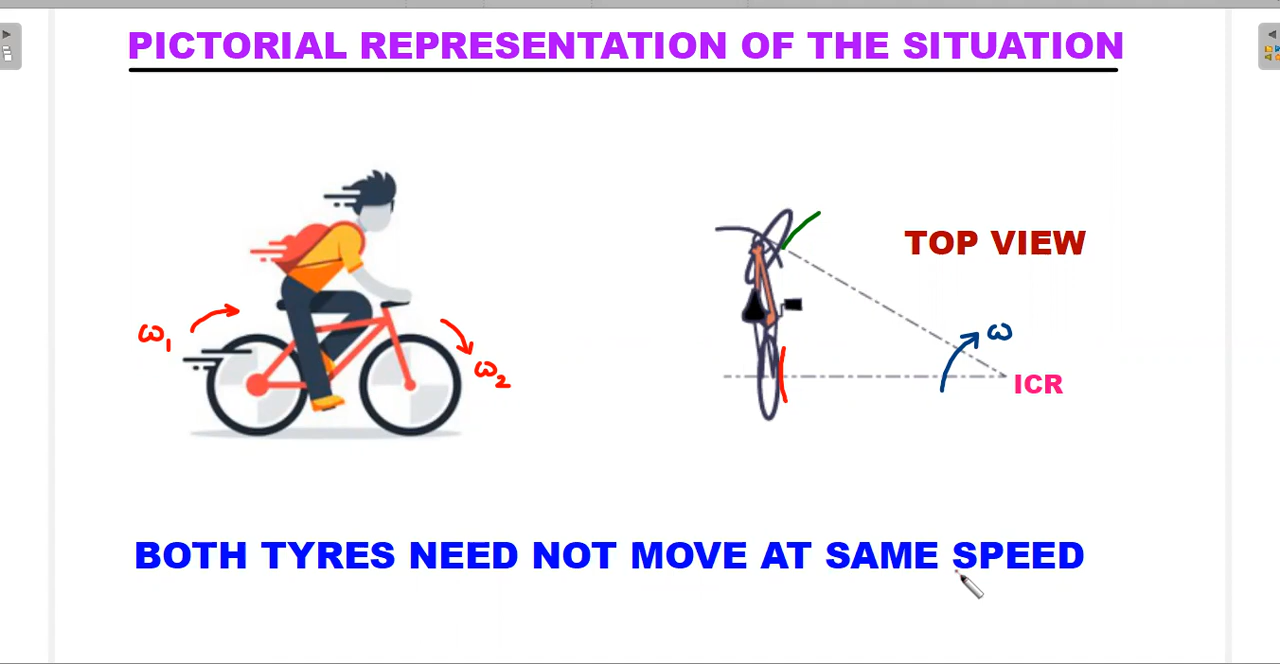 PICTORIAL REPRESENTATION OF THE SITUATION
TOP VIEW
ω₁
ω₂
ω
ICR
BOTH TYRES NEED NOT MOVE AT SAME SPEED